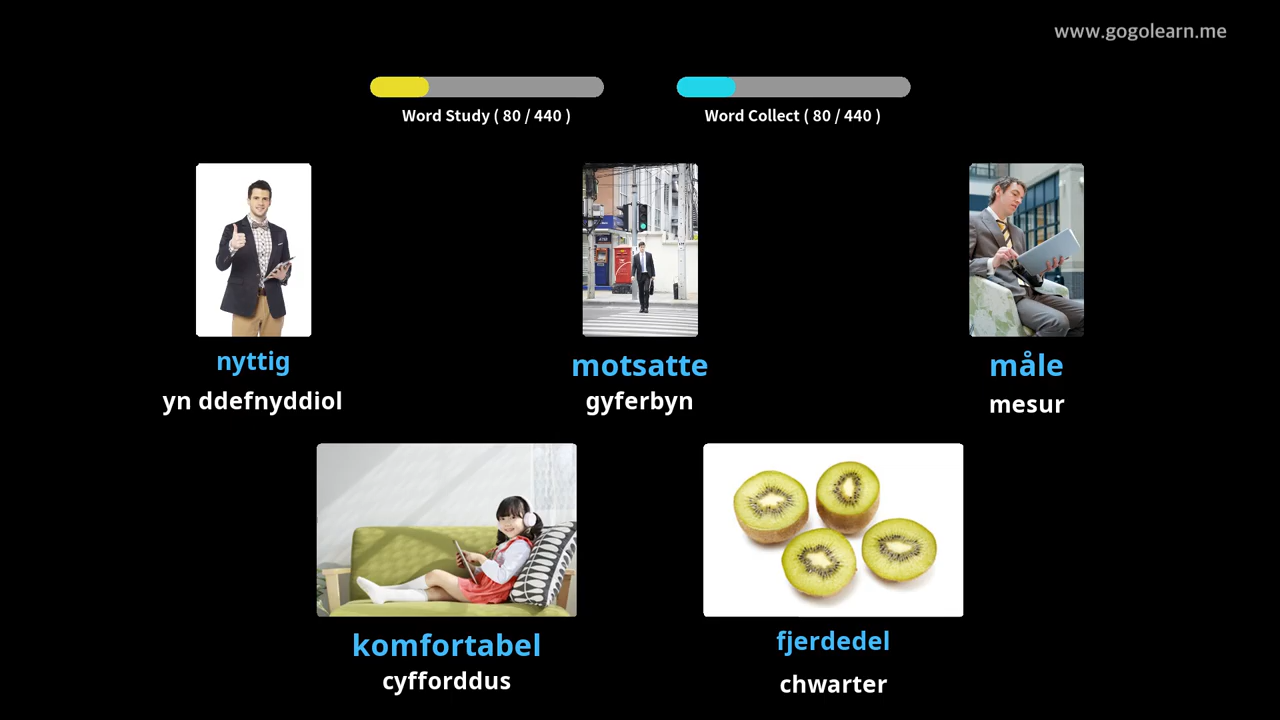 www.gogolearn.me
Word Study ( 80 / 440 )
Word Collect ( 80 / 440 )
nyttig
yn ddefnyddiol
motsatte
gyferbyn
måle
mesur
komfortabel
cyfforddus
fjerdedel
chwarter